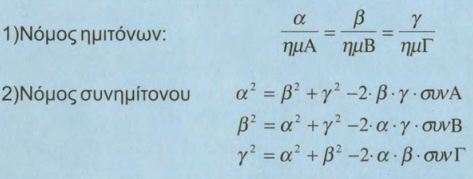 1)Νόμος ημιτόνων: α/ημΑ = β/ημΒ = γ/ημΓ
2)Νόμος συνημίτονου α² = β² + γ² −2· β· γ · συνΑ
β² = α² + γ² −2· α · γ · συνΒ
γ² = α² + β² −2· α · β · συνΓ